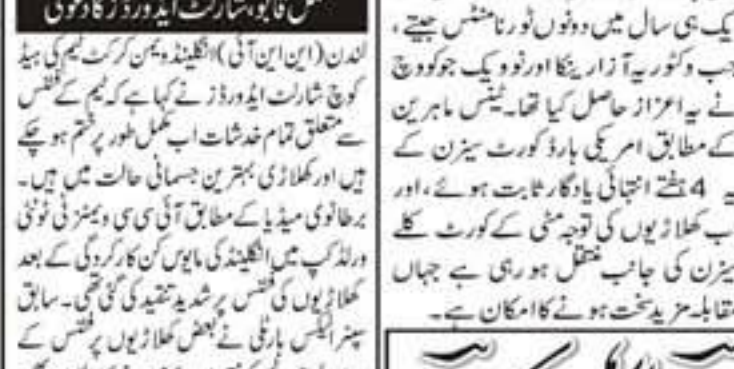 مکمل قابو، شارلٹ ایڈورڈز کا دعویٰ
لندن (این این آئی) انگلینڈ ویمن کرکٹ ٹیم کی ہیڈ
کوچ شارلٹ ایڈورڈز نے کہا ہے کہ ٹیم کے فٹنس
سے متعلق تمام خدشات اب مکمل طور پر ختم ہو چکے
ہیں اور کھلاڑی بہترین جسمانی حالت میں ہیں۔
برطانوی میڈیا کے مطابق آئی سی سی ویمنز ٹی ٹونٹی
ورلڈ کپ میں انگلینڈ کی مایوس کن کارکردگی کے بعد
کھلاڑیوں کی فٹنس پر شدید تنقید کی گئی تھی۔ سابق
سپنر ایلکس ہارٹلی نے بعض کھلاڑیوں پر فٹنس کے
یک ہی سال میں دونوں ٹورنامنٹس جیتے،
جب وکٹوریہ آزارینکا اور نوویک جوکووچ
نے یہ اعزاز حاصل کیا تھا۔ ٹینس ماہرین
کے مطابق امریکی ہارڈ کورٹ سیزن کے
یہ 4 ہفتے انتہائی یادگار ثابت ہوئے، اور
اب کھلاڑیوں کی توجہ مٹی کے کورٹ کلے
سیزن کی جانب منتقل ہو رہی ہے جہاں
مقابلہ مزید سخت ہونے کا امکان ہے۔